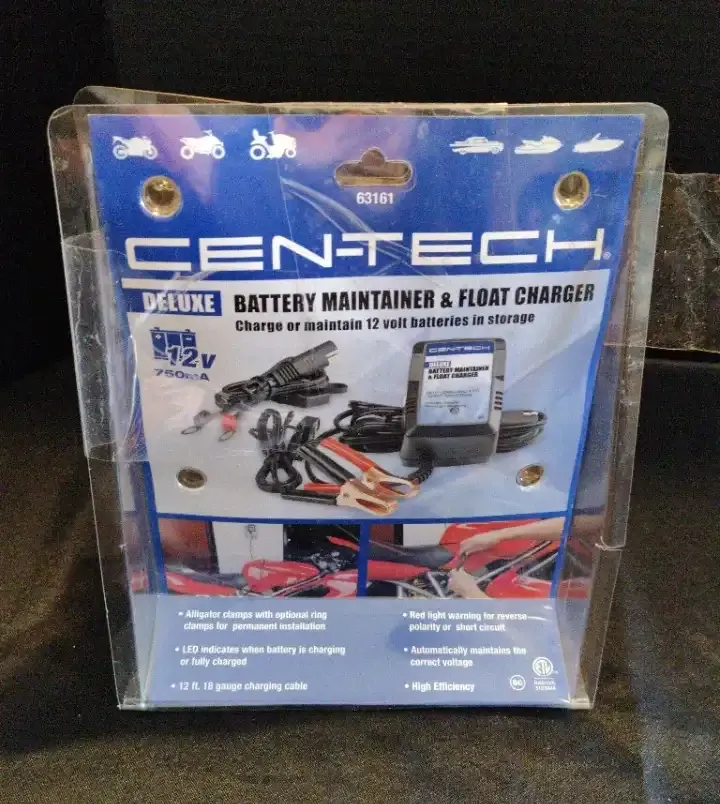 63161
CEN-TECH®
DELUXE BATTERY MAINTAINER & FLOAT CHARGER
Charge or maintain 12 volt batteries in storage
12V
750mA
CEN-TECH
DELUXE
BATTERY MAINTAINER
& FLOAT CHARGER
• Alligator clamps with optional ring
clamps for permanent installation
• LED indicates when battery is charging
or fully charged
• 12 ft. 18 gauge charging cable
• Red light warning for reverse
polarity or short circuit
• Automatically maintains the
correct voltage
• High Efficiency